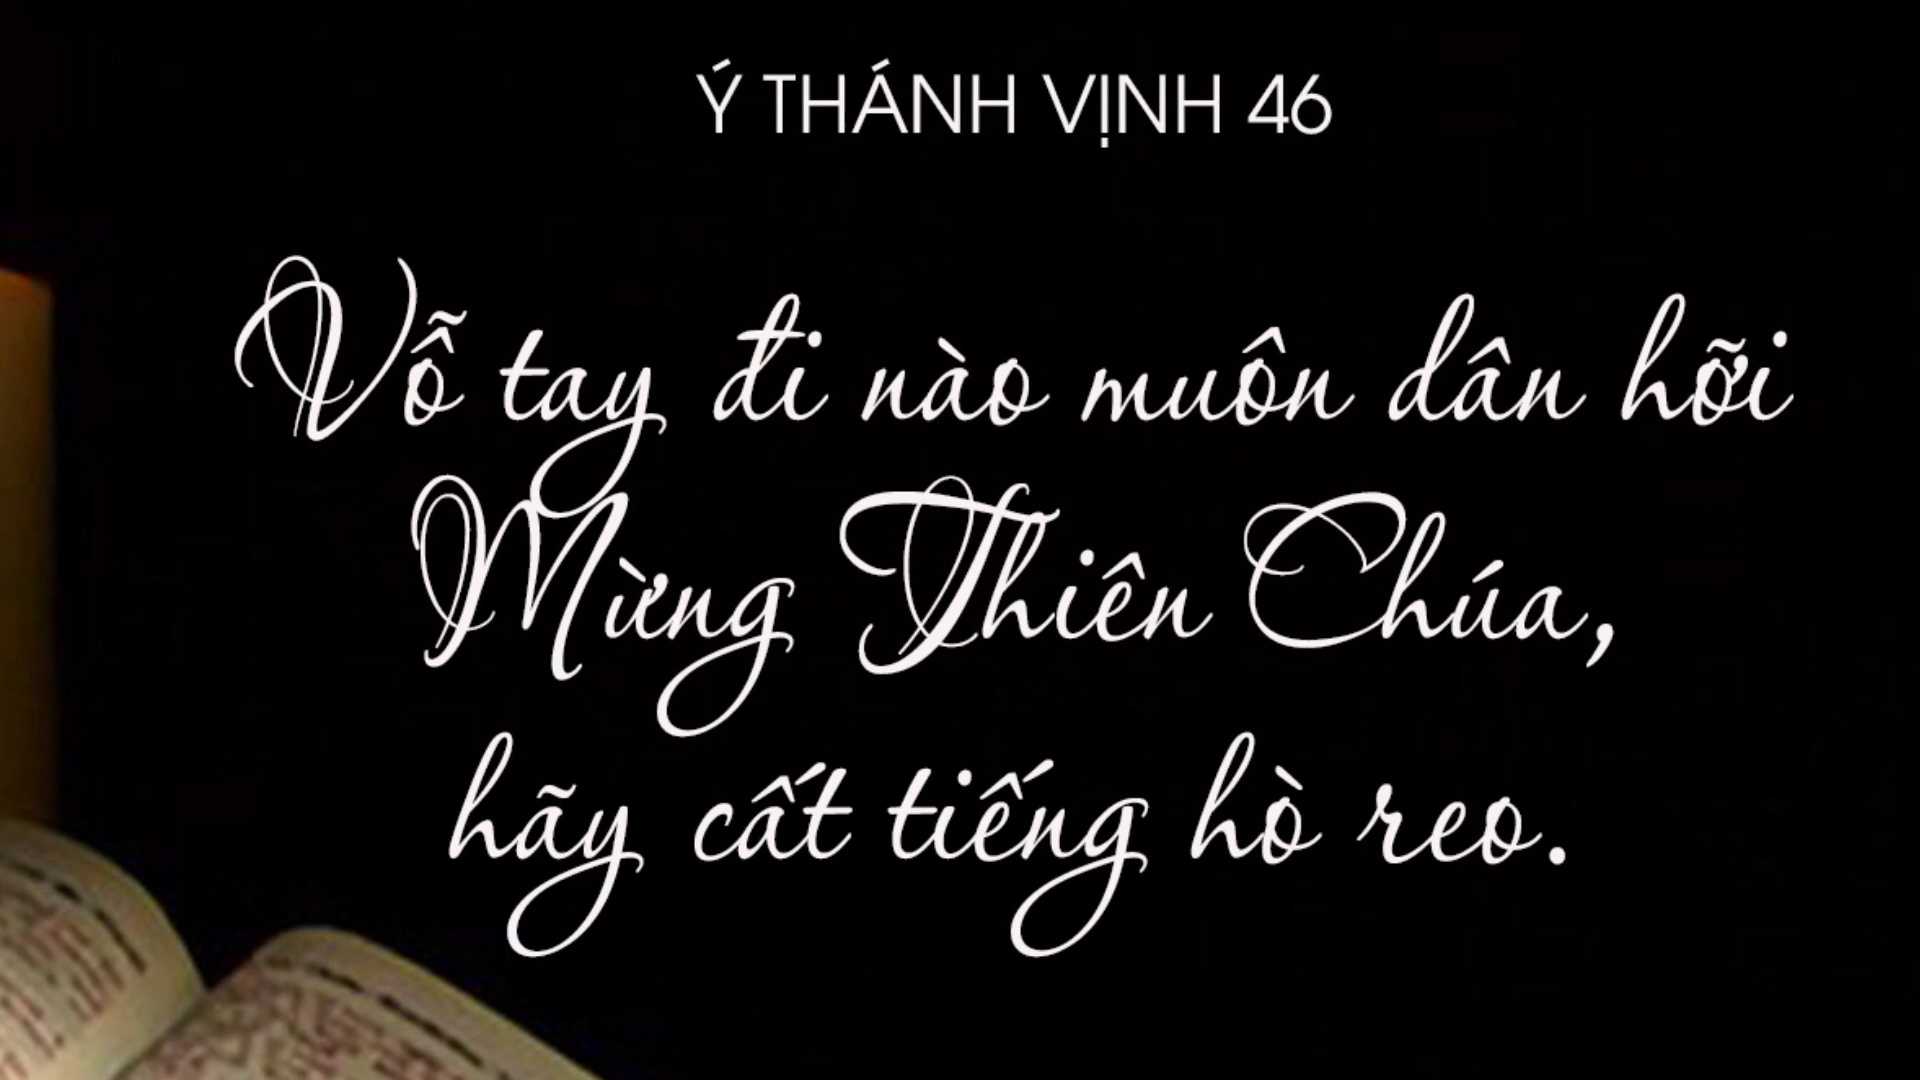 Ý THÁNH VỊNH 46
Vỗ tay đi nào muôn dân hỡi
Mừng Thiên Chúa,
hãy cất tiếng hò reo.